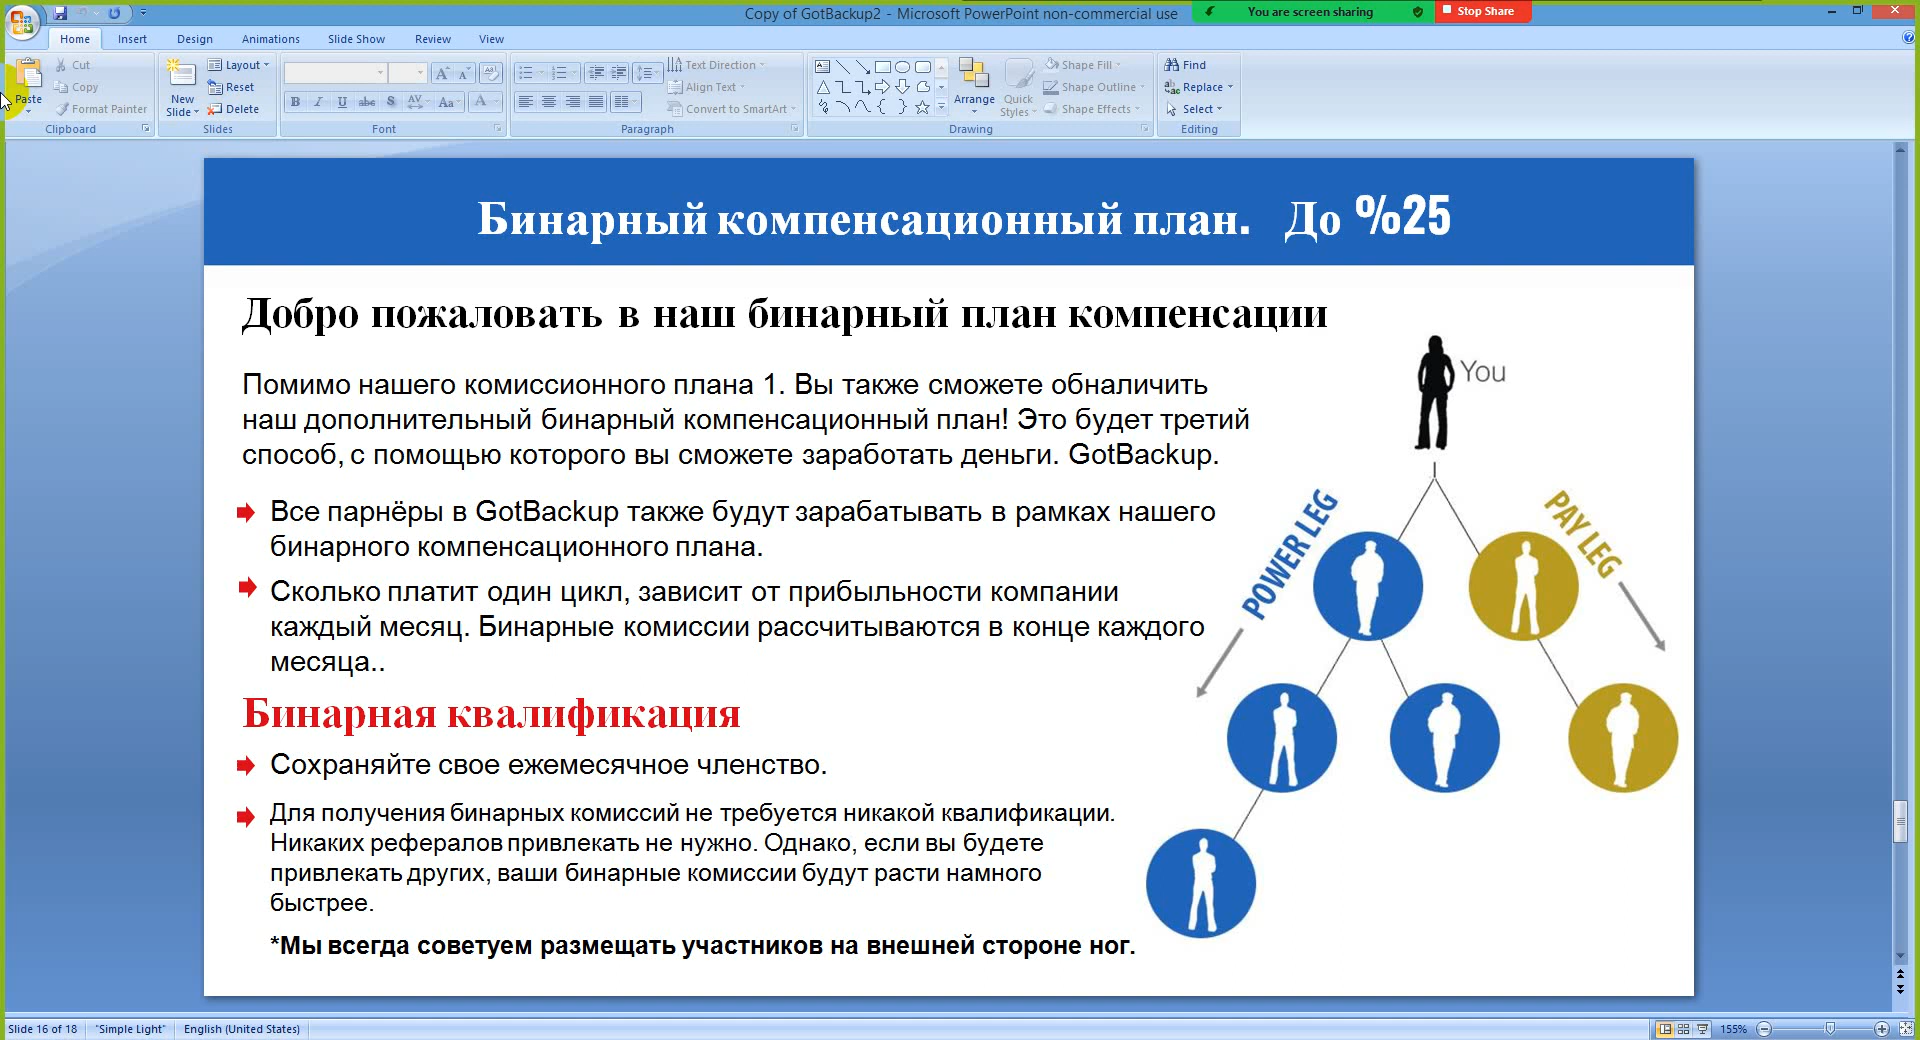 Copy of GotBackup2 - Microsoft PowerPoint non-commercial use
You are screen sharing
Stop Share
Home Insert Design Animations Slide Show Review View
Paste
Cut
Copy
Format Painter
Clipboard
New Slide
Layout
Reset
Delete
Slides
B I U abc S AV Aa A
Font
Text Direction
Align Text
Convert to SmartArt
Paragraph
Arrange
Quick Styles
Shape Fill
Shape Outline
Shape Effects
Drawing
Find
Replace
Select
Editing
Бинарный компенсационный план. До %25
Добро пожаловать в наш бинарный план компенсации
Помимо нашего комиссионного плана 1. Вы также сможете обналичить
наш дополнительный бинарный компенсационный план! Это будет третий
способ, с помощью которого вы сможете заработать деньги. GotBackup.
Все парнёры в GotBackup также будут зарабатывать в рамках нашего
бинарного компенсационного плана.
Сколько платит один цикл, зависит от прибыльности компании
каждый месяц. Бинарные комиссии рассчитываются в конце каждого
месяца..
Бинарная квалификация
Сохраняйте свое ежемесячное членство.
Для получения бинарных комиссий не требуется никакой квалификации.
Никаких рефералов привлекать не нужно. Однако, если вы будете
привлекать других, ваши бинарные комиссии будут расти намного
быстрее.
*Мы всегда советуем размещать участников на внешней стороне ног.
You
POWER LEG
PAY LEG
Slide 16 of 18
"Simple Light"
English (United States)
155%